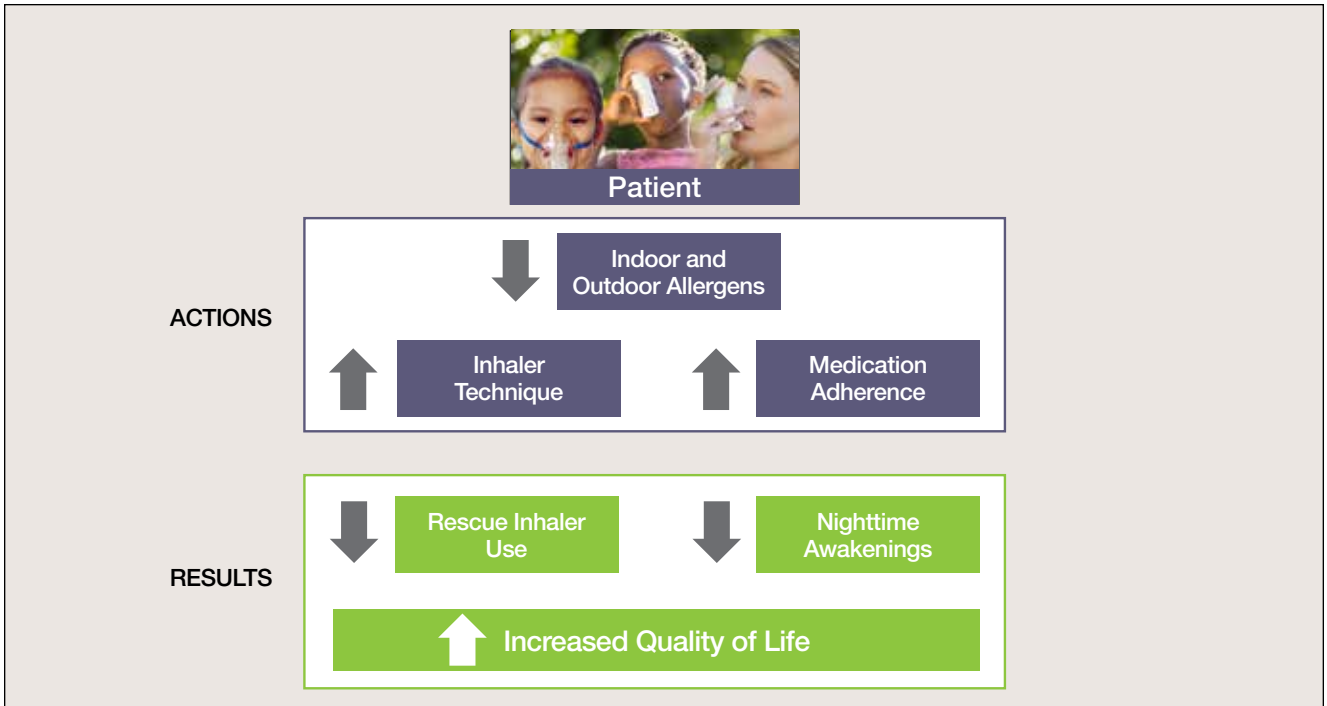 Patient
ACTIONS
Indoor and
Outdoor Allergens
Inhaler
Technique
Medication
Adherence
RESULTS
Rescue Inhaler
Use
Nighttime
Awakenings
Increased Quality of Life